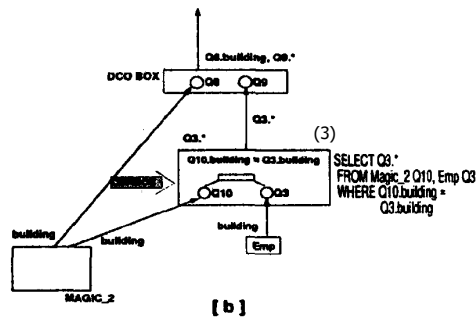 Q8.building, Q9.*
DCO BOX
Q8
Q9
Q3.*
Q3.*
(3)
Q10.building = Q3.building
SELECT Q3.*
FROM Magic_2 Q10, Emp Q3
WHERE Q10.building =
Q3.building
Q10
Q3
building
building
building
Emp
MAGIC_2
[ b ]